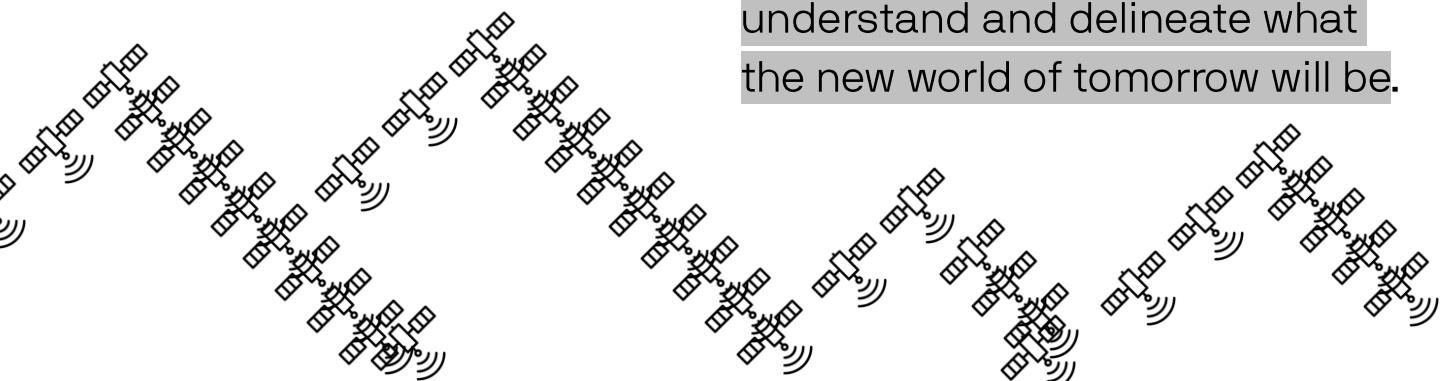 understand and delineate what
the new world of tomorrow will be.